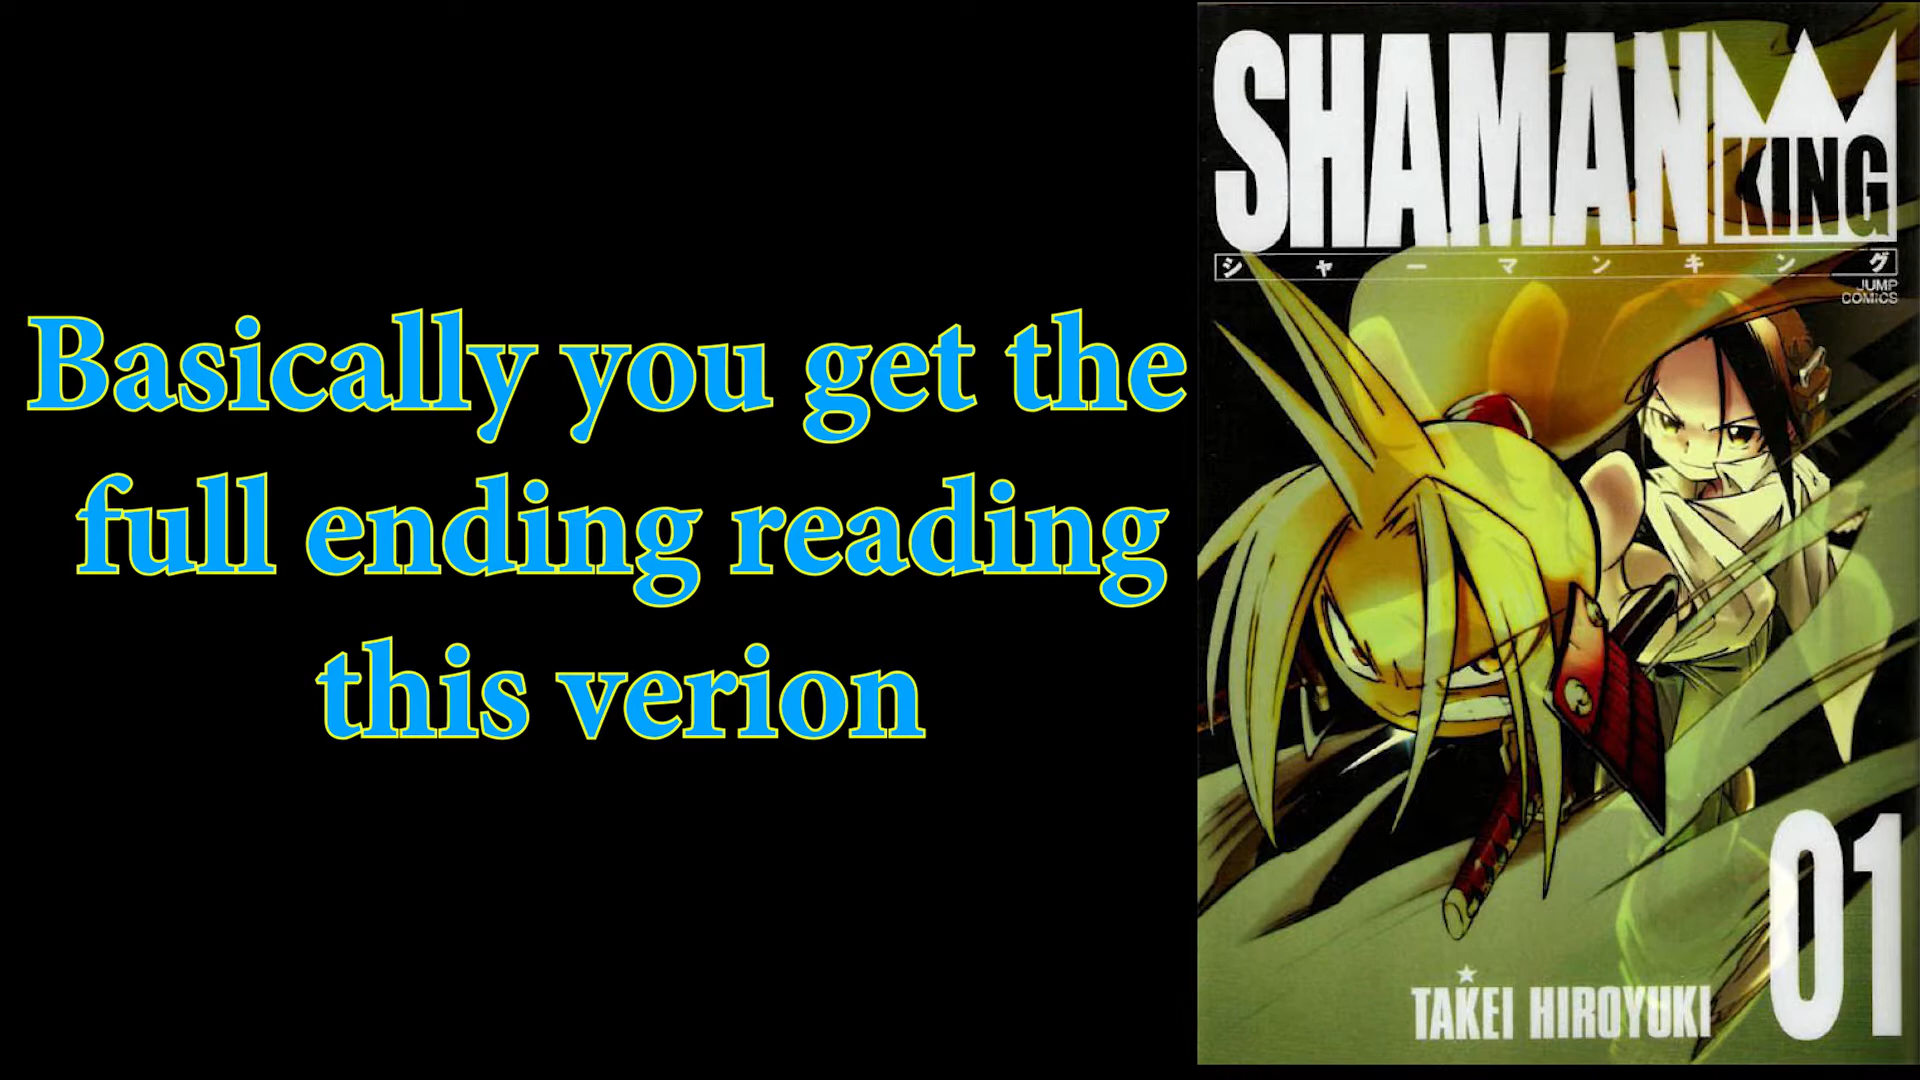 Basically you get the
full ending reading
this verion
SHAMAN
KING
シャーマンキング
JUMP
COMICS
01
TAKEI HIROYUKI